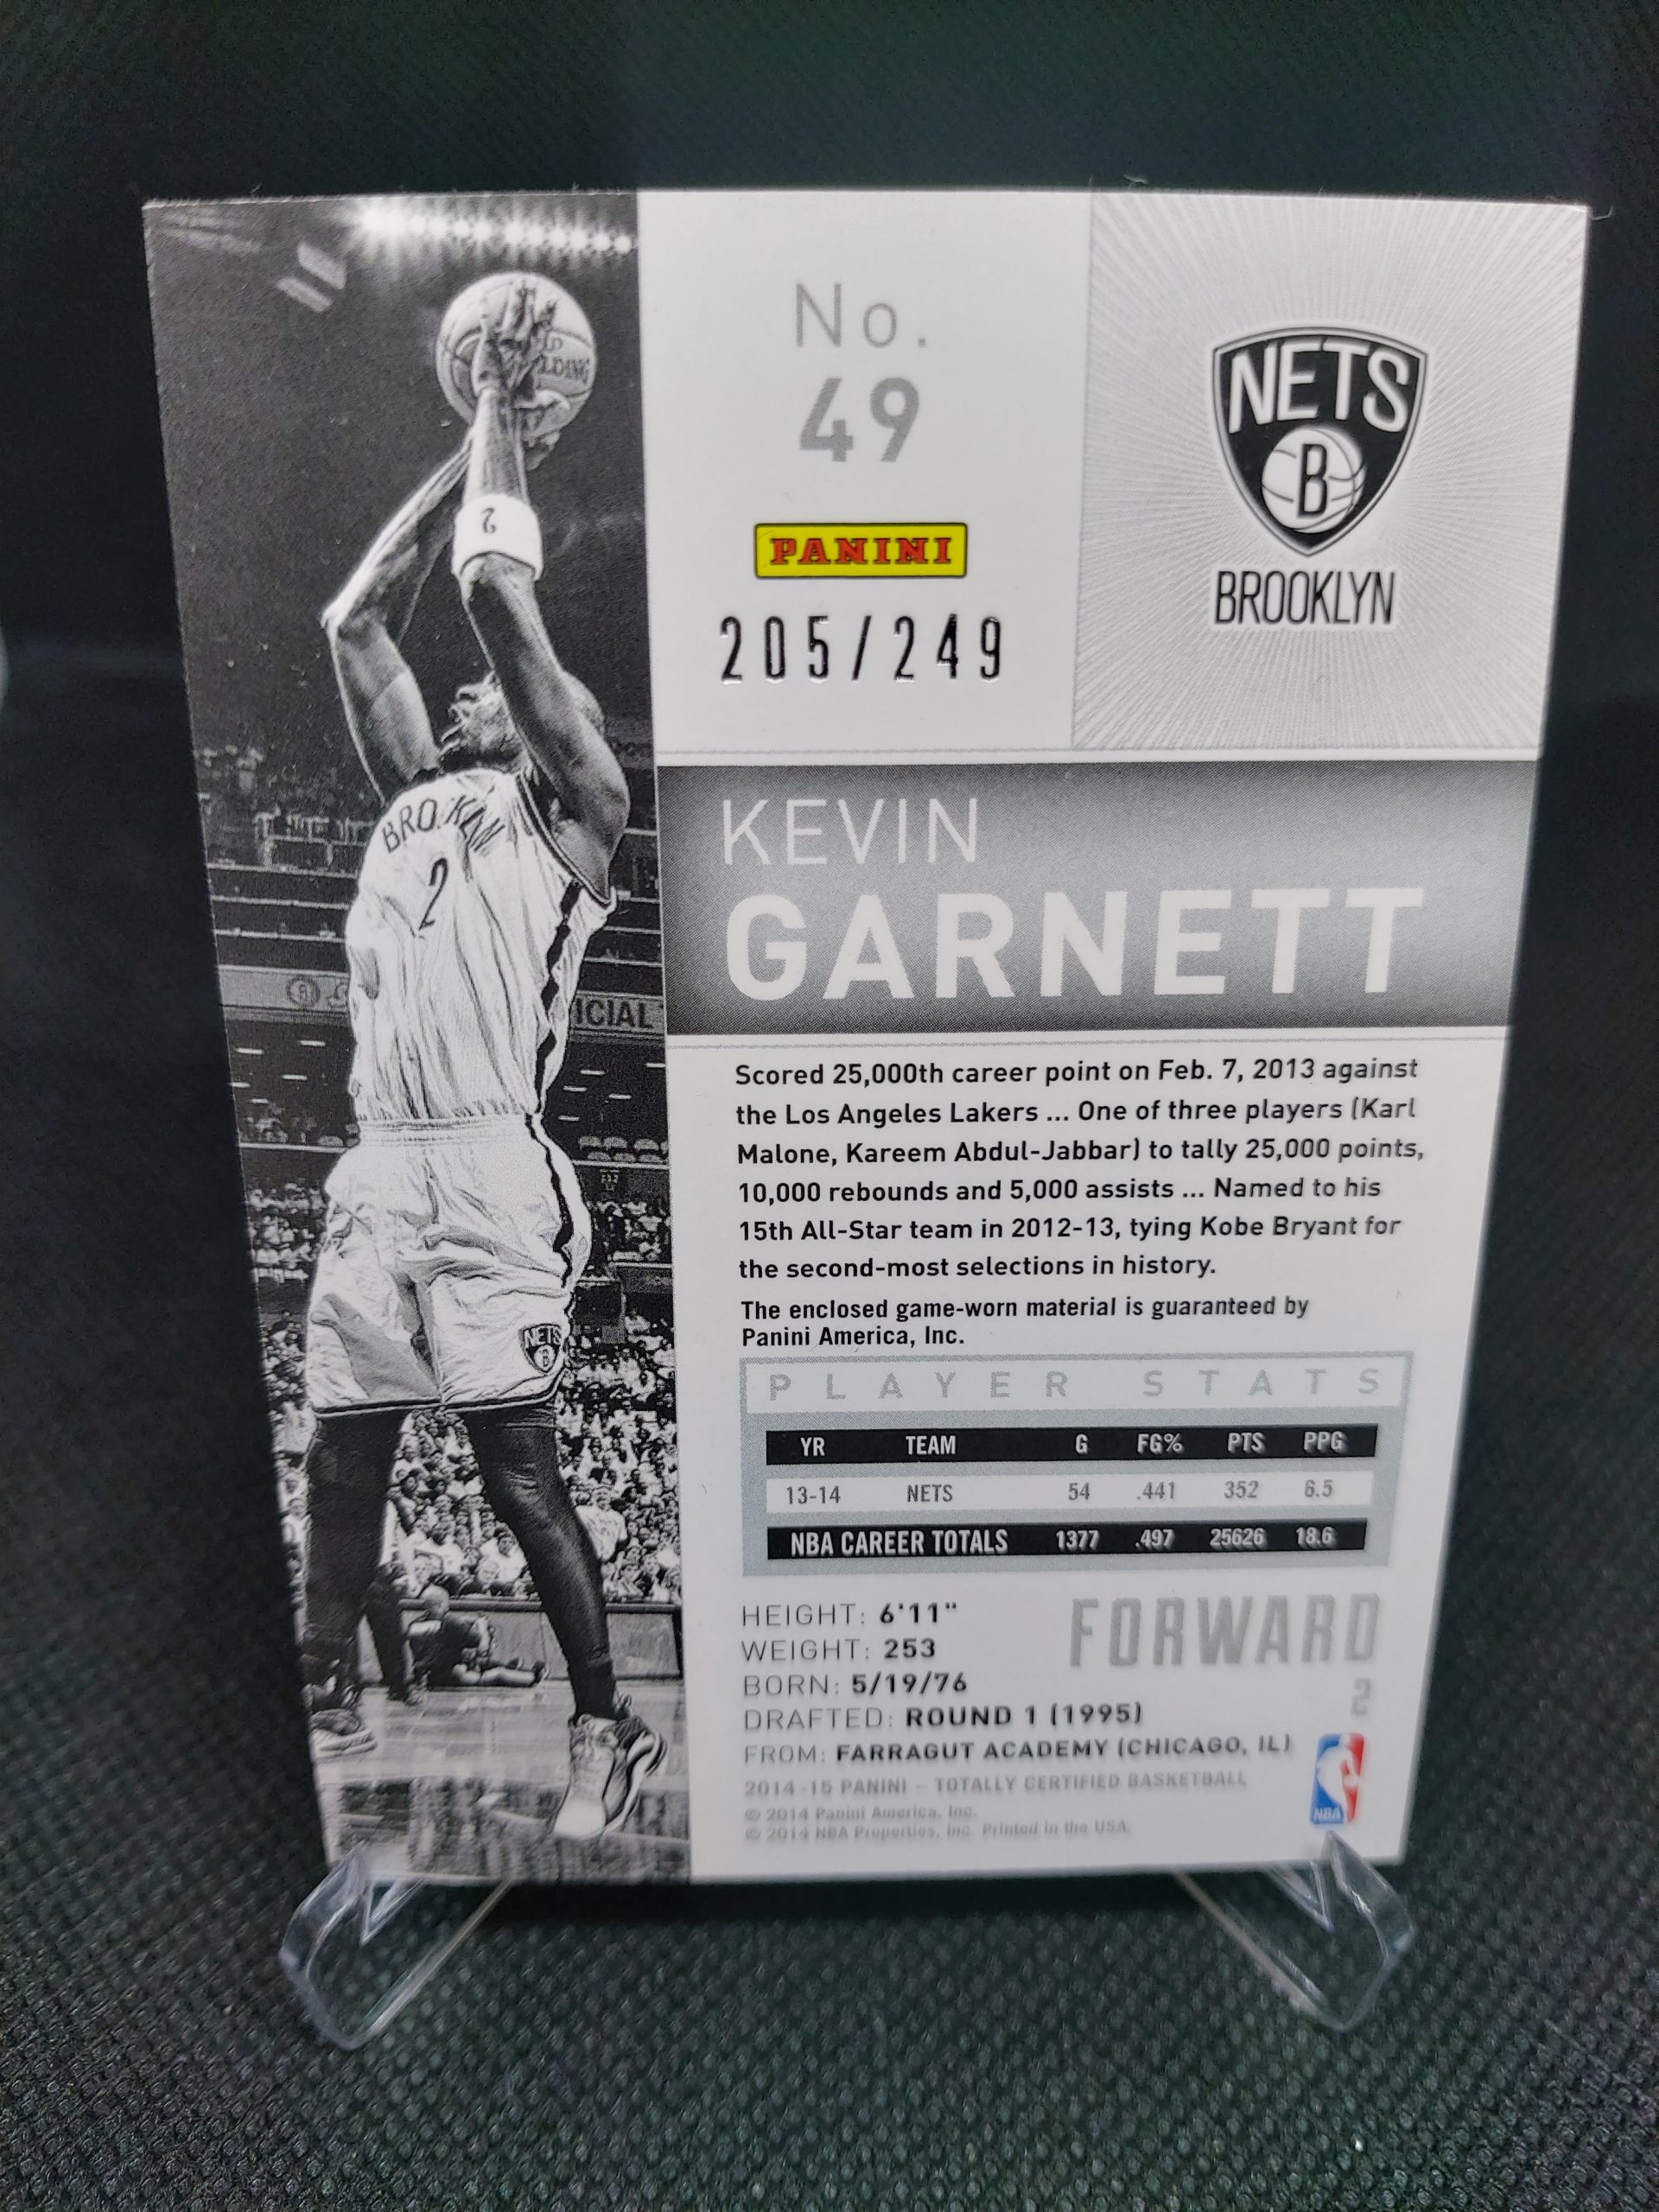 No.
49
PANINI
205/249
NETS
B
BROOKLYN
LDING
2
BROOKLYN
2
ICIAL
NETS
B
KEVIN
GARNETT
Scored 25,000th career point on Feb. 7, 2013 against
the Los Angeles Lakers ... One of three players (Karl
Malone, Kareem Abdul-Jabbar) to tally 25,000 points,
10,000 rebounds and 5,000 assists ... Named to his
15th All-Star team in 2012-13, tying Kobe Bryant for
the second-most selections in history.
The enclosed game-worn material is guaranteed by
Panini America, Inc.
PLAYER STATS
YR TEAM G FG% PTS PPG
13-14 NETS 54 .441 352 6.5
NBA CAREER TOTALS 1377 .497 25626 18.6
HEIGHT: 6'11"
WEIGHT: 253
BORN: 5/19/76
DRAFTED: ROUND 1 (1995)
FROM: FARRAGUT ACADEMY (CHICAGO, IL)
FORWARD
2
2014-15 PANINI – TOTALLY CERTIFIED BASKETBALL
© 2014 Panini America, Inc.
© 2014 NBA Properties, Inc. Printed in the USA.
NBA